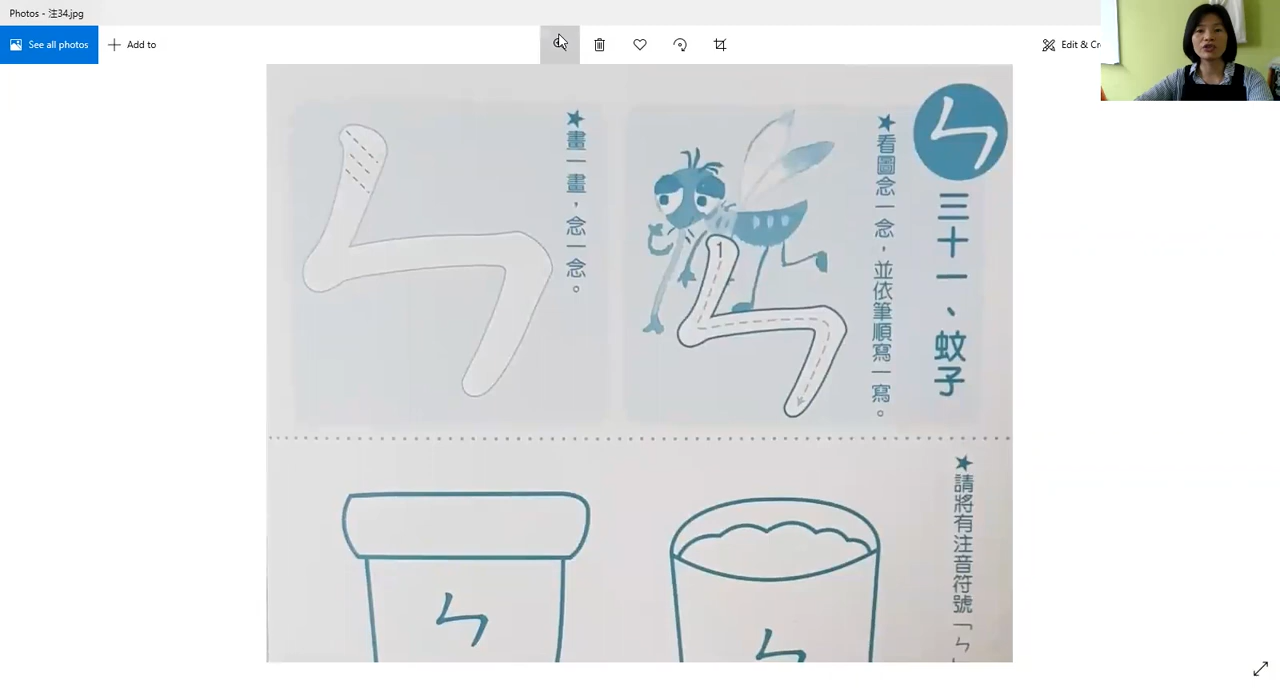 Photos - 注34.jpg
See all photos
Add to
Edit & Cr
ㄣ
三十一、蚊子
★看圖念一念，並依筆順寫一寫。
1
★畫一畫，念一念。
★請將有注音符號「ㄣ
ㄣ
ㄣ